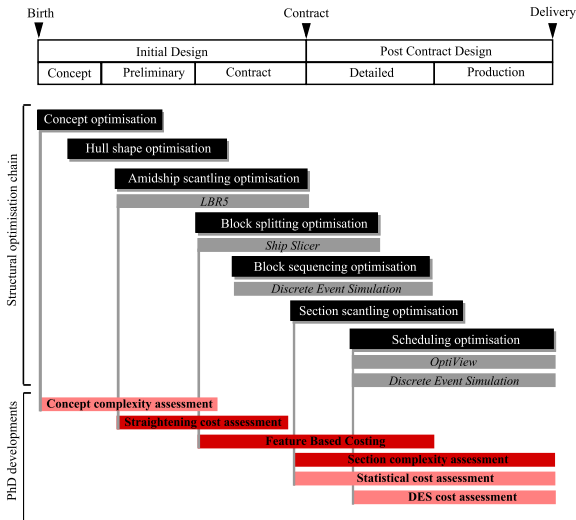 Birth
Contract
Delivery
Initial Design
Post Contract Design
Concept
Preliminary
Contract
Detailed
Production
Structural optimisation chain
Concept optimisation
Hull shape optimisation
Amidship scantling optimisation
LBR5
Block splitting optimisation
Ship Slicer
Block sequencing optimisation
Discrete Event Simulation
Section scantling optimisation
Scheduling optimisation
OptiView
Discrete Event Simulation
PhD developments
Concept complexity assessment
Straightening cost assessment
Feature Based Costing
Section complexity assessment
Statistical cost assessment
DES cost assessment